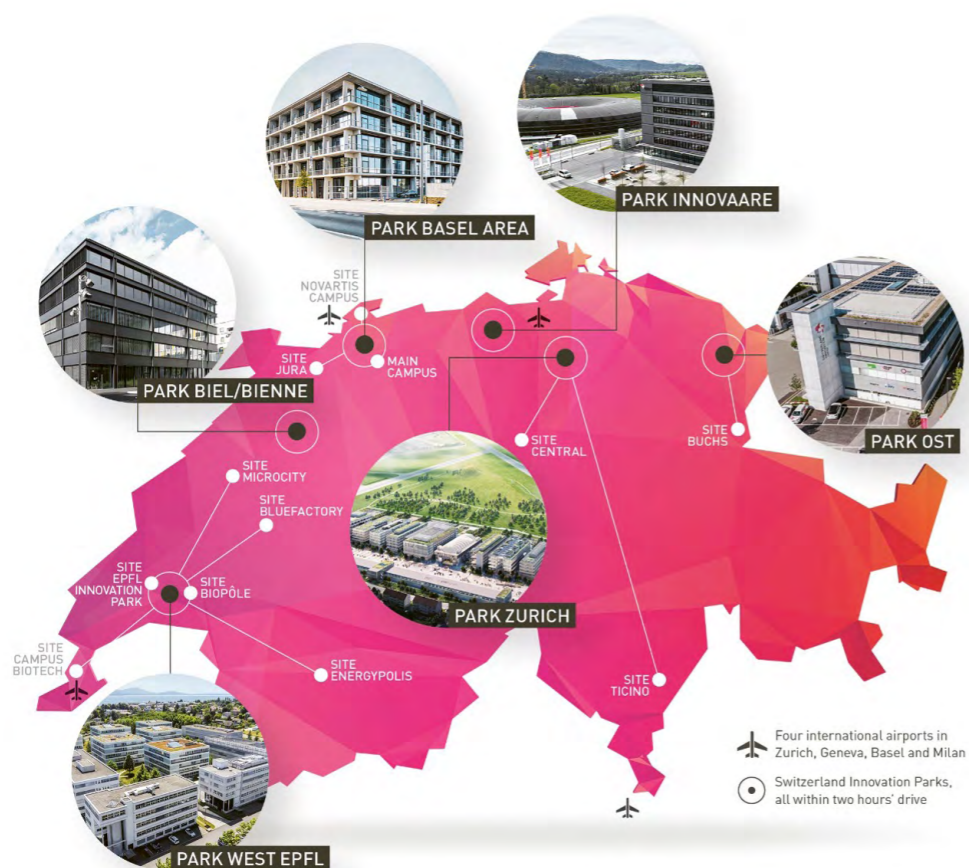 PARK INNOVAARE
PARK BASEL AREA
SITE
NOVARTIS
CAMPUS
SITE
JURA
MAIN
CAMPUS
PARK BIEL/BIENNE
SITE
CENTRAL
SITE
BUCHS
PARK OST
SITE
MICROCITY
SITE
BLUEFACTORY
SITE
EPFL
INNOVATION
PARK
SITE
BIOPÔLE
PARK ZURICH
SITE
CAMPUS
BIOTECH
SITE
ENERGYPOLIS
SITE
TICINO
Four international airports in
Zurich, Geneva, Basel and Milan
Switzerland Innovation Parks,
all within two hours' drive
PARK WEST EPFL